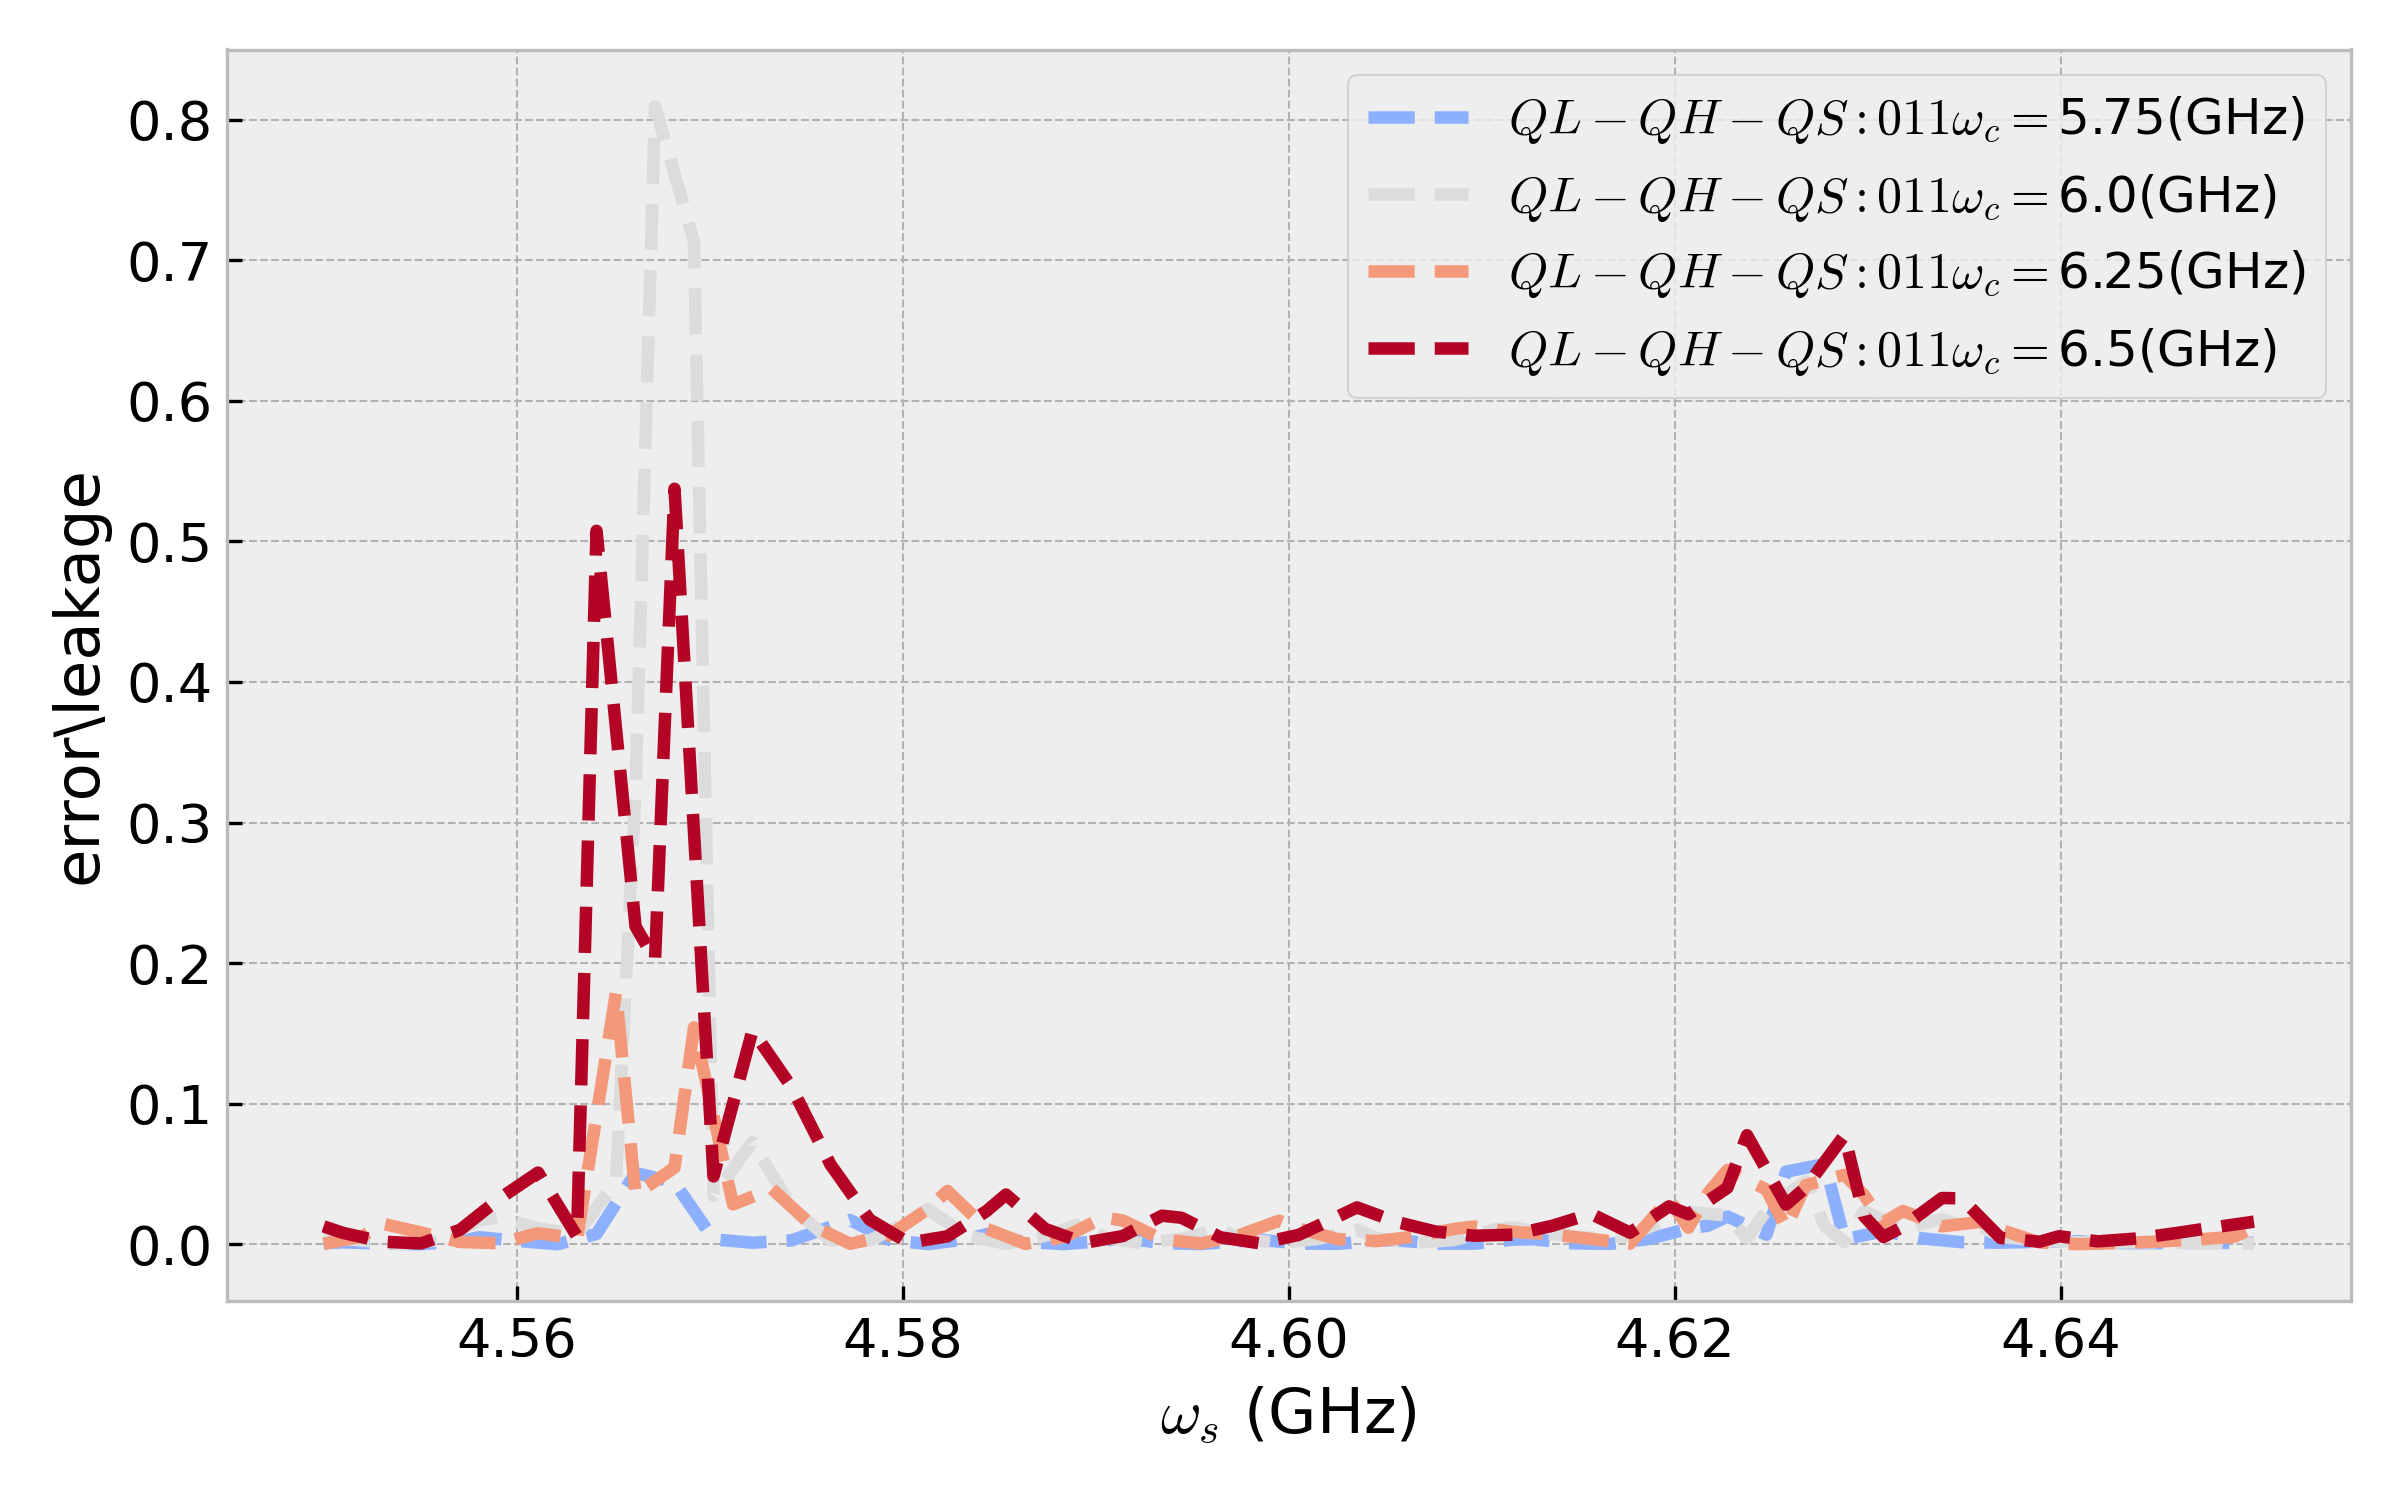 error\leakage
0.8
0.7
0.6
0.5
0.4
0.3
0.2
0.1
0.0
QL − QH − QS : 011ω_c = 5.75(GHz)
QL − QH − QS : 011ω_c = 6.0(GHz)
QL − QH − QS : 011ω_c = 6.25(GHz)
QL − QH − QS : 011ω_c = 6.5(GHz)
4.56 4.58 4.60 4.62 4.64
ω_s (GHz)